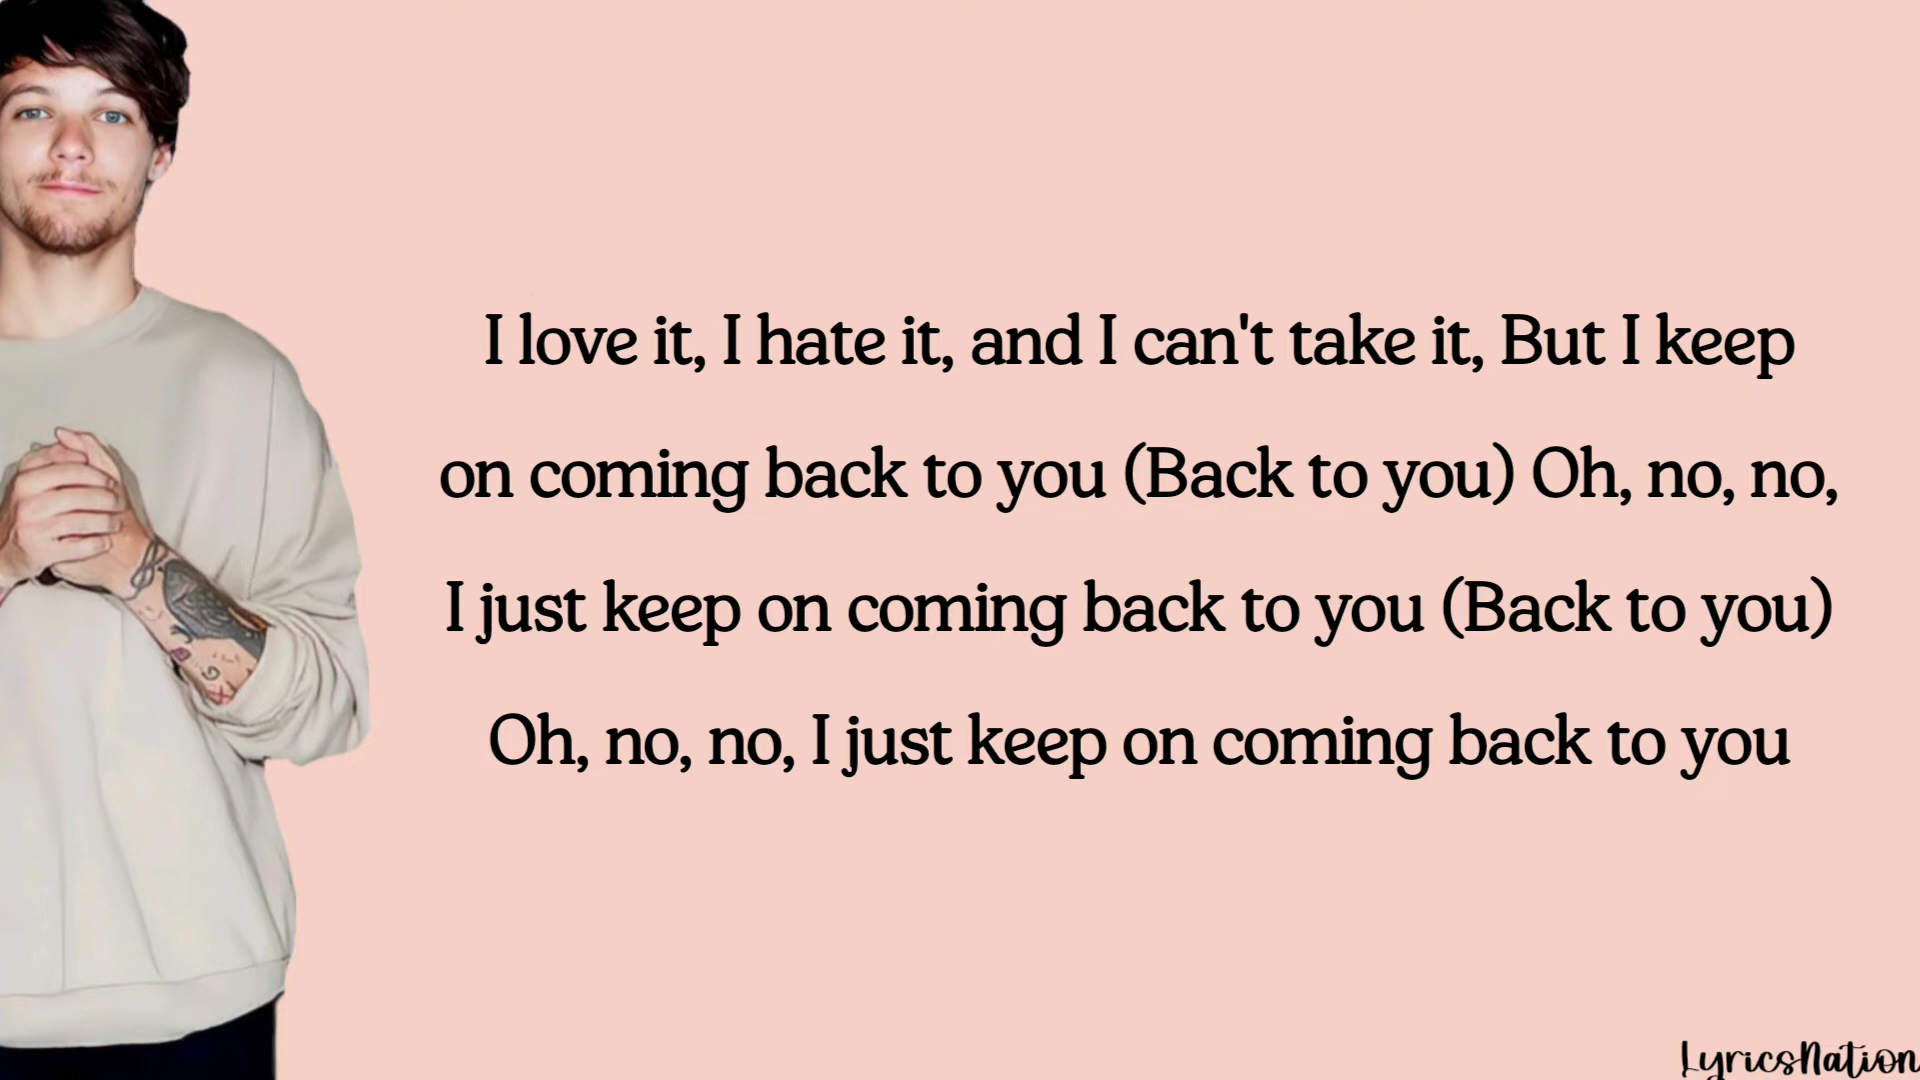 I love it, I hate it, and I can't take it, But I keep
on coming back to you (Back to you) Oh, no, no,
I just keep on coming back to you (Back to you)
Oh, no, no, I just keep on coming back to you
LyricsNation